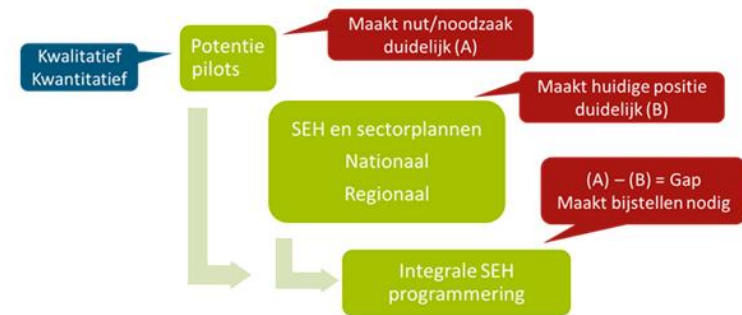 Kwalitatief
Kwantitatief
Potentie
pilots
Maakt nut/noodzaak
duidelijk (A)
Maakt huidige positie
duidelijk (B)
SEH en sectorplannen
Nationaal
Regionaal
(A) – (B) = Gap
Maakt bijstellen nodig
Integrale SEH
programmering